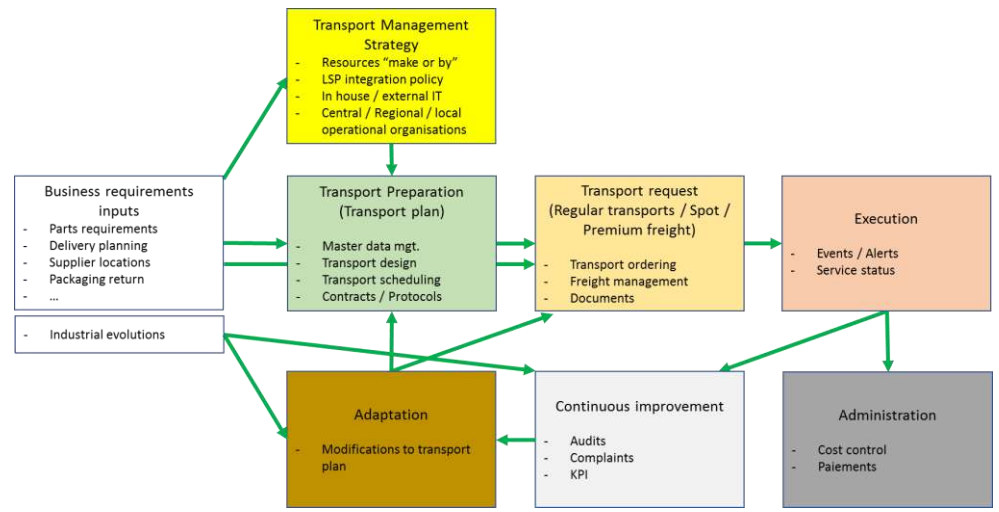 Transport Management
Strategy
- Resources “make or by”
- LSP integration policy
- In house / external IT
- Central / Regional / local
operational organisations
Business requirements
inputs
- Parts requirements
- Delivery planning
- Supplier locations
- Packaging return
- ...
- Industrial evolutions
Transport Preparation
(Transport plan)
- Master data mgt.
- Transport design
- Transport scheduling
- Contracts / Protocols
Transport request
(Regular transports / Spot /
Premium freight)
- Transport ordering
- Freight management
- Documents
Execution
- Events / Alerts
- Service status
Adaptation
- Modifications to transport
plan
Continuous improvement
- Audits
- Complaints
- KPI
Administration
- Cost control
- Paiements